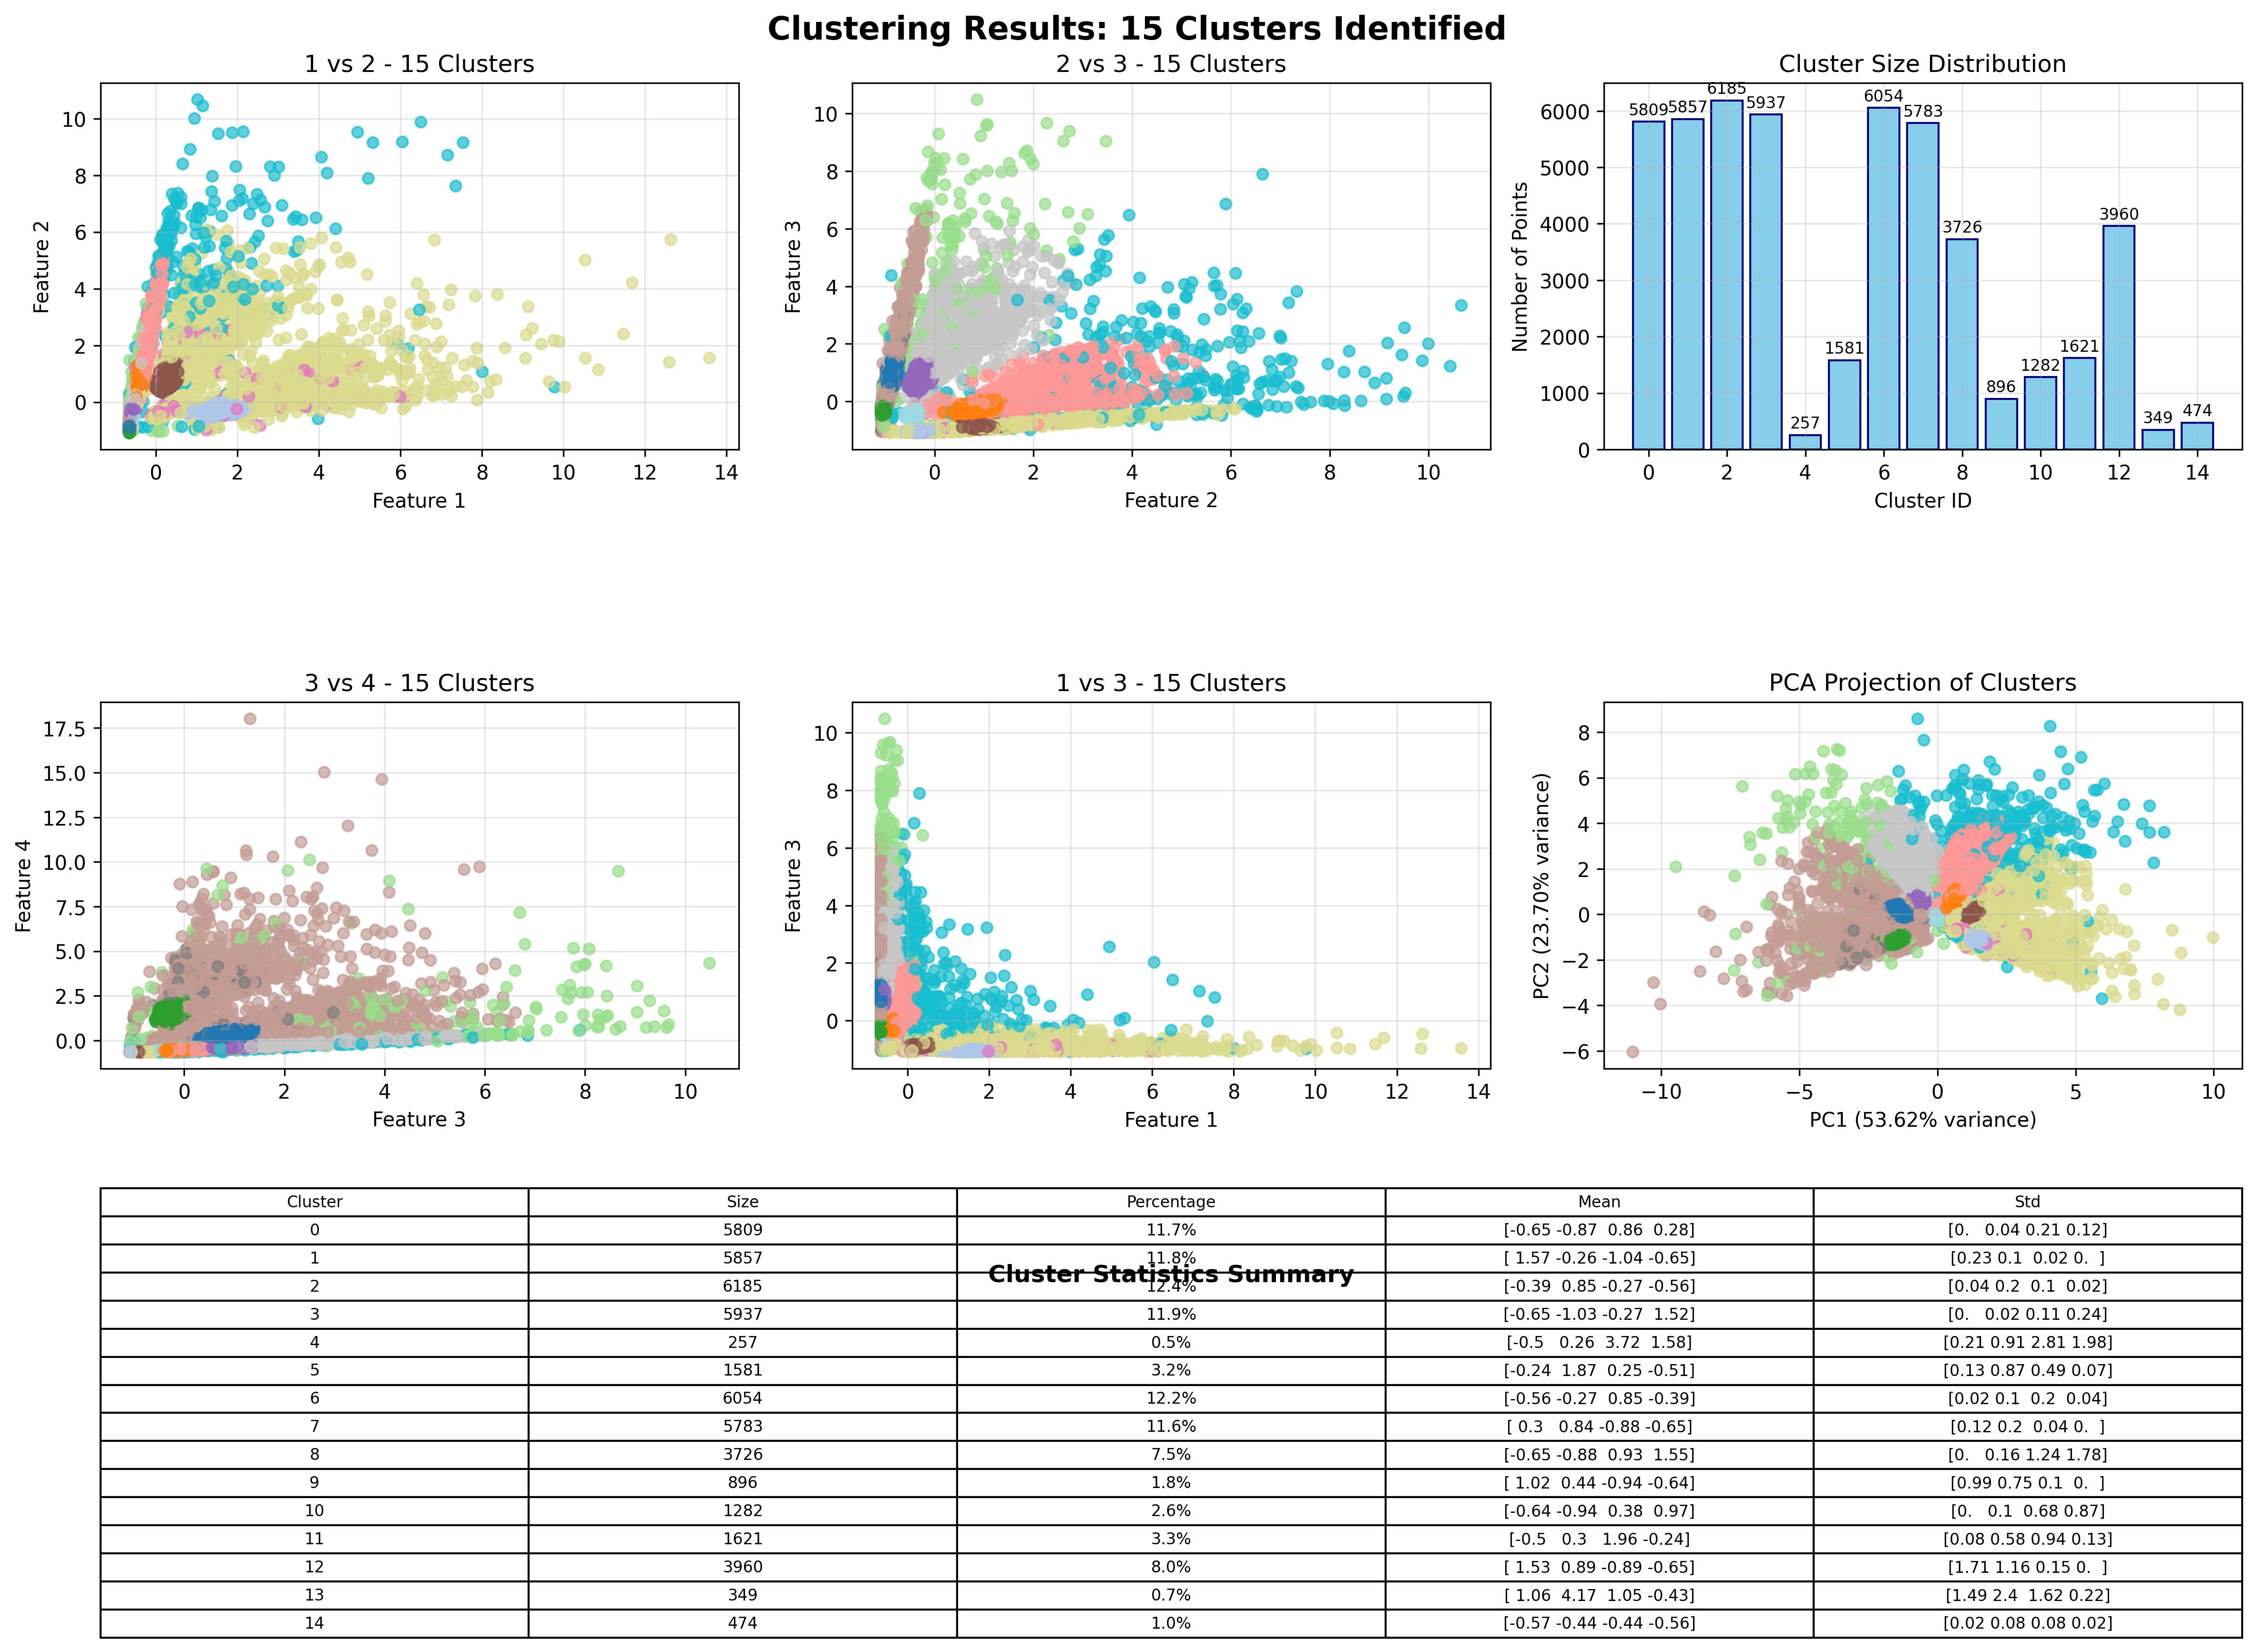 Clustering Results: 15 Clusters Identified
1 vs 2 - 15 Clusters
Feature 2
10
8
6
4
2
0
0 2 4 6 8 10 12 14
Feature 1
2 vs 3 - 15 Clusters
Feature 3
10
8
6
4
2
0
0 2 4 6 8 10
Feature 2
Cluster Size Distribution
Number of Points
6000
5000
4000
3000
2000
1000
0
5809 5857 6185 5937 257 1581 6054 5783 3726 896 1282 1621 3960 349 474
0 2 4 6 8 10 12 14
Cluster ID
3 vs 4 - 15 Clusters
Feature 4
17.5
15.0
12.5
10.0
7.5
5.0
2.5
0.0
0 2 4 6 8 10
Feature 3
1 vs 3 - 15 Clusters
Feature 3
10
8
6
4
2
0
0 2 4 6 8 10 12 14
Feature 1
PCA Projection of Clusters
PC2 (23.70% variance)
8
6
4
2
0
−2
−4
−6
−10 −5 0 5 10
PC1 (53.62% variance)
Cluster Size Percentage Mean Std
0 5809 11.7% [-0.65 -0.87 0.86 0.28] [0. 0.04 0.21 0.12]
1 5857 11.8% [ 1.57 -0.26 -1.04 -0.65] [0.23 0.1 0.02 0. ]
Cluster Statistics Summary
2 6185 12.4% [-0.39 0.85 -0.27 -0.56] [0.04 0.2 0.1 0.02]
3 5937 11.9% [-0.65 -1.03 -0.27 1.52] [0. 0.02 0.11 0.24]
4 257 0.5% [-0.5 0.26 3.72 1.58] [0.21 0.91 2.81 1.98]
5 1581 3.2% [-0.24 1.87 0.25 -0.51] [0.13 0.87 0.49 0.07]
6 6054 12.2% [-0.56 -0.27 0.85 -0.39] [0.02 0.1 0.2 0.04]
7 5783 11.6% [ 0.3 0.84 -0.88 -0.65] [0.12 0.2 0.04 0. ]
8 3726 7.5% [-0.65 -0.88 0.93 1.55] [0. 0.16 1.24 1.78]
9 896 1.8% [ 1.02 0.44 -0.94 -0.64] [0.99 0.75 0.1 0. ]
10 1282 2.6% [-0.64 -0.94 0.38 0.97] [0. 0.1 0.68 0.87]
11 1621 3.3% [-0.5 0.3 1.96 -0.24] [0.08 0.58 0.94 0.13]
12 3960 8.0% [ 1.53 0.89 -0.89 -0.65] [1.71 1.16 0.15 0. ]
13 349 0.7% [ 1.06 4.17 1.05 -0.43] [1.49 2.4 1.62 0.22]
14 474 1.0% [-0.57 -0.44 -0.44 -0.56] [0.02 0.08 0.08 0.02]